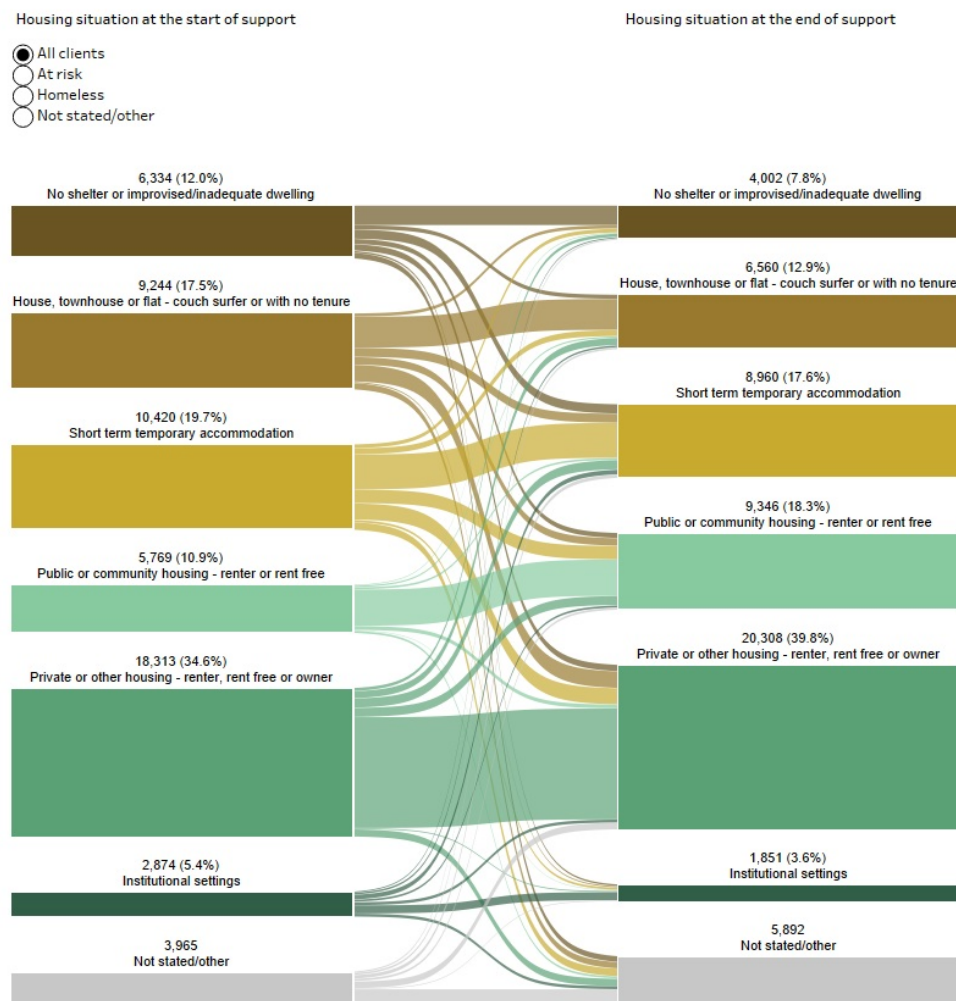 Housing situation at the start of support
Housing situation at the end of support
All clients
At risk
Homeless
Not stated/other
6,334 (12.0%)
No shelter or improvised/inadequate dwelling
4,002 (7.8%)
No shelter or improvised/inadequate dwelling
9,244 (17.5%)
House, townhouse or flat - couch surfer or with no tenure
6,560 (12.9%)
House, townhouse or flat - couch surfer or with no tenure
10,420 (19.7%)
Short term temporary accommodation
8,960 (17.6%)
Short term temporary accommodation
5,769 (10.9%)
Public or community housing - renter or rent free
9,346 (18.3%)
Public or community housing - renter or rent free
18,313 (34.6%)
Private or other housing - renter, rent free or owner
20,308 (39.8%)
Private or other housing - renter, rent free or owner
2,874 (5.4%)
Institutional settings
1,851 (3.6%)
Institutional settings
3,965
Not stated/other
5,892
Not stated/other